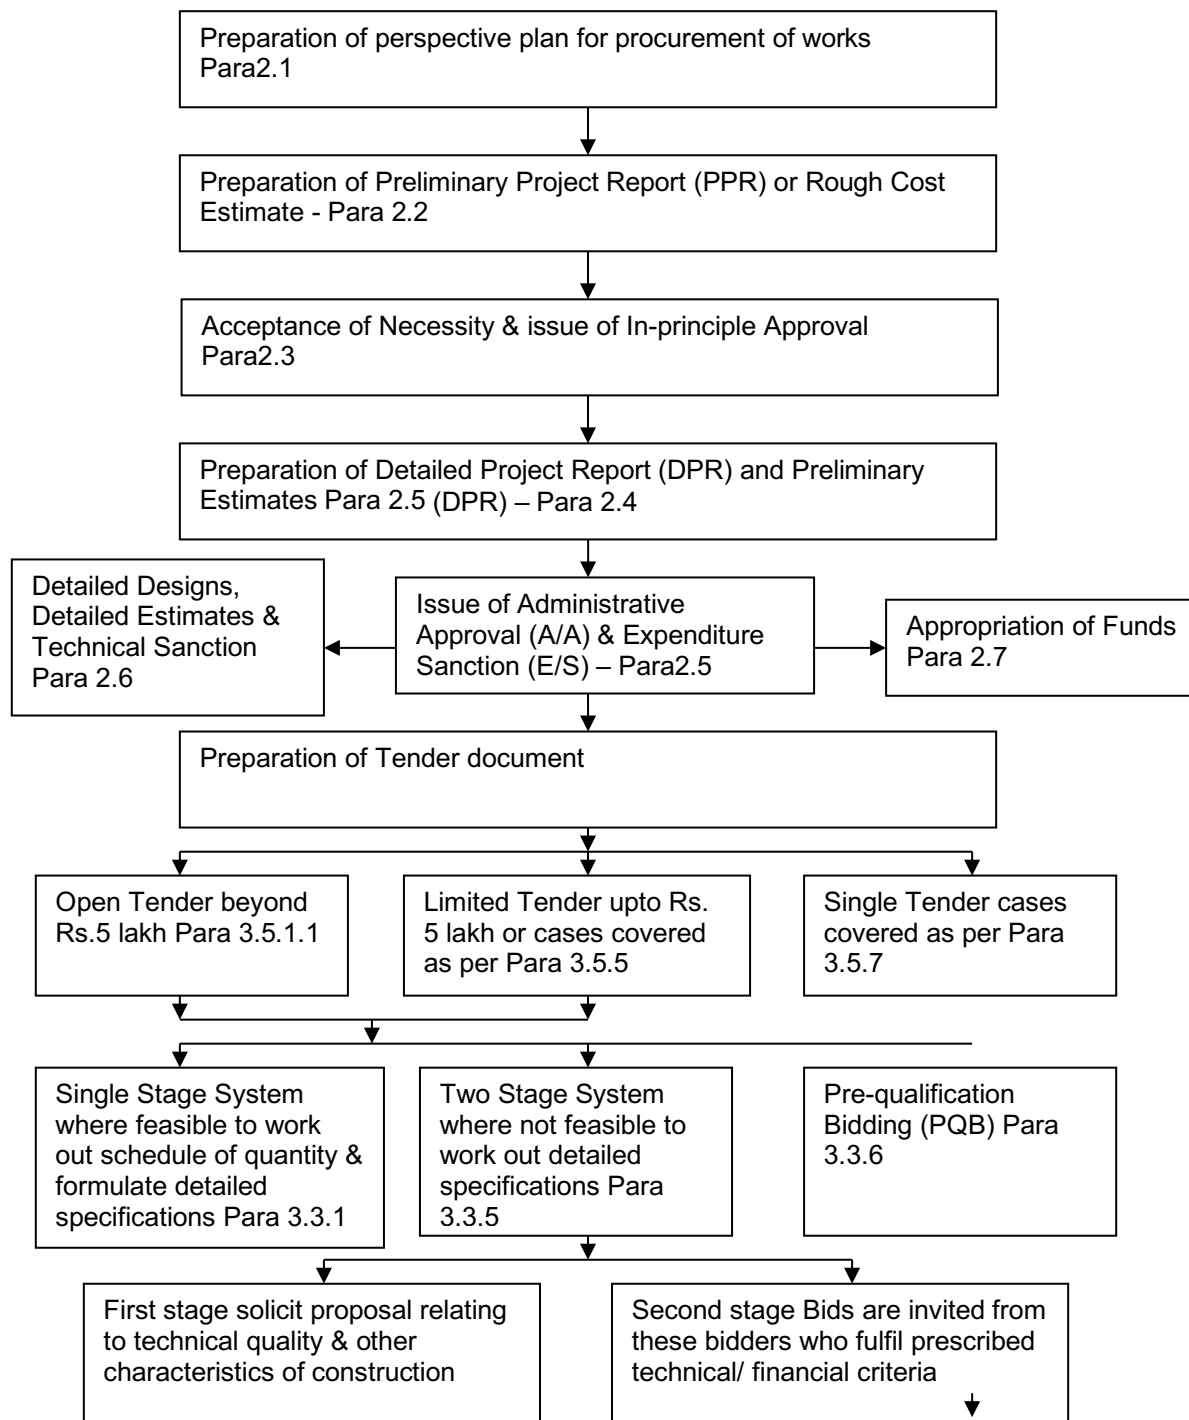 Preparation of perspective plan for procurement of works
Para2.1
Preparation of Preliminary Project Report (PPR) or Rough Cost
Estimate - Para 2.2
Acceptance of Necessity & issue of In-principle Approval
Para2.3
Preparation of Detailed Project Report (DPR) and Preliminary
Estimates Para 2.5 (DPR) – Para 2.4
Detailed Designs,
Detailed Estimates &
Technical Sanction
Para 2.6
Issue of Administrative
Approval (A/A) & Expenditure
Sanction (E/S) – Para2.5
Appropriation of Funds
Para 2.7
Preparation of Tender document
Open Tender beyond
Rs.5 lakh Para 3.5.1.1
Limited Tender upto Rs.
5 lakh or cases covered
as per Para 3.5.5
Single Tender cases
covered as per Para
3.5.7
Single Stage System
where feasible to work
out schedule of quantity &
formulate detailed
specifications Para 3.3.1
Two Stage System
where not feasible to
work out detailed
specifications Para
3.3.5
Pre-qualification
Bidding (PQB) Para
3.3.6
First stage solicit proposal relating
to technical quality & other
characteristics of construction
Second stage Bids are invited from
these bidders who fulfil prescribed
technical/ financial criteria